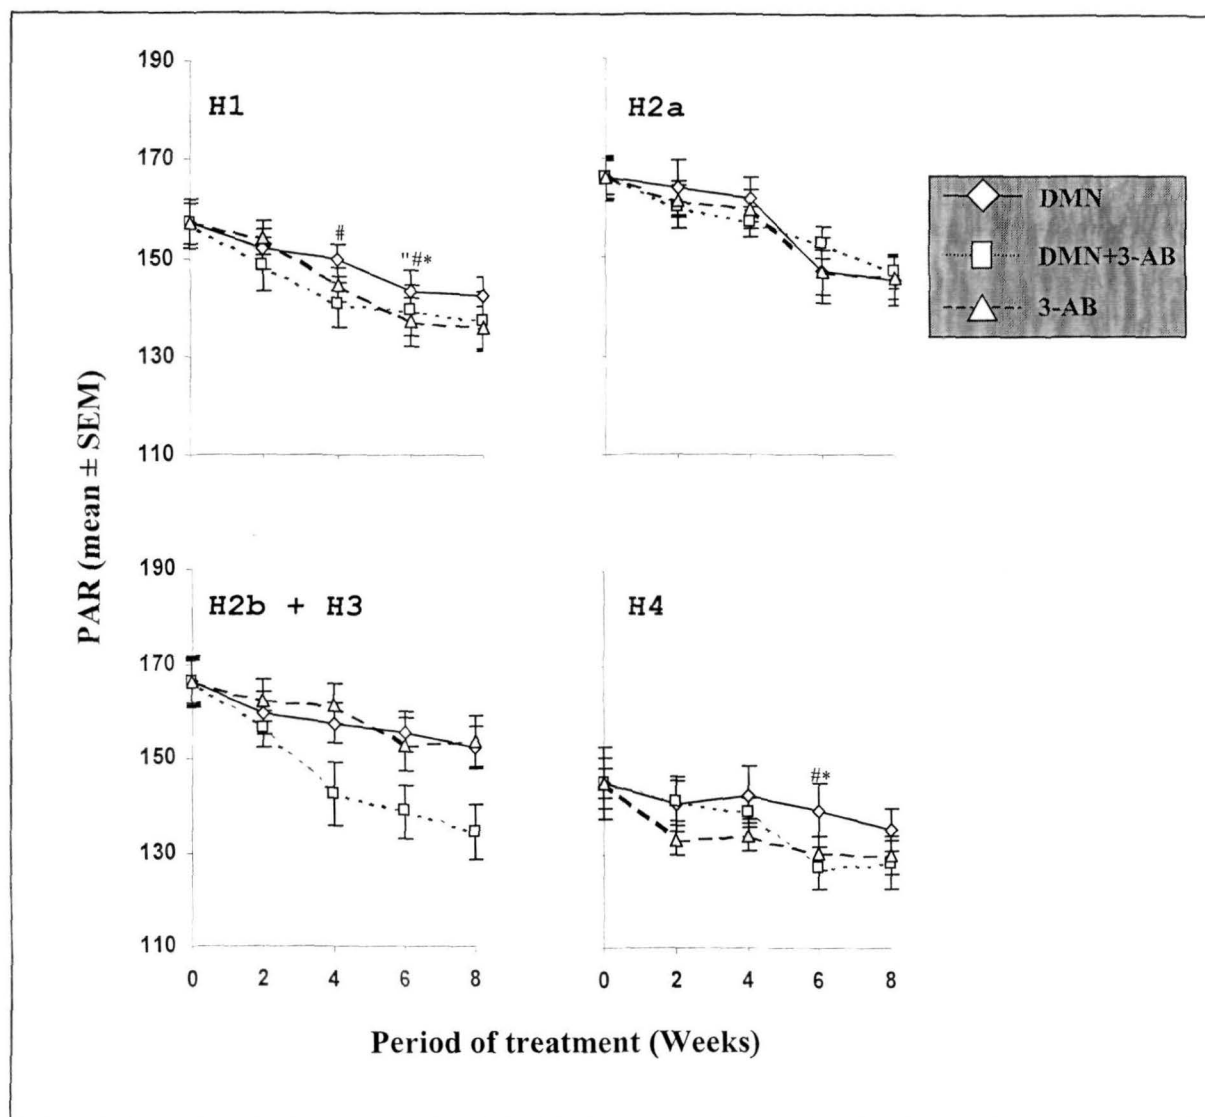 190
170
150
130
110
H1
#
"#*
H2a
DMN
DMN+3-AB
3-AB
PAR (mean ± SEM)
190
170
150
130
110
H2b + H3
0 2 4 6 8
H4
#*
0 2 4 6 8
Period of treatment (Weeks)